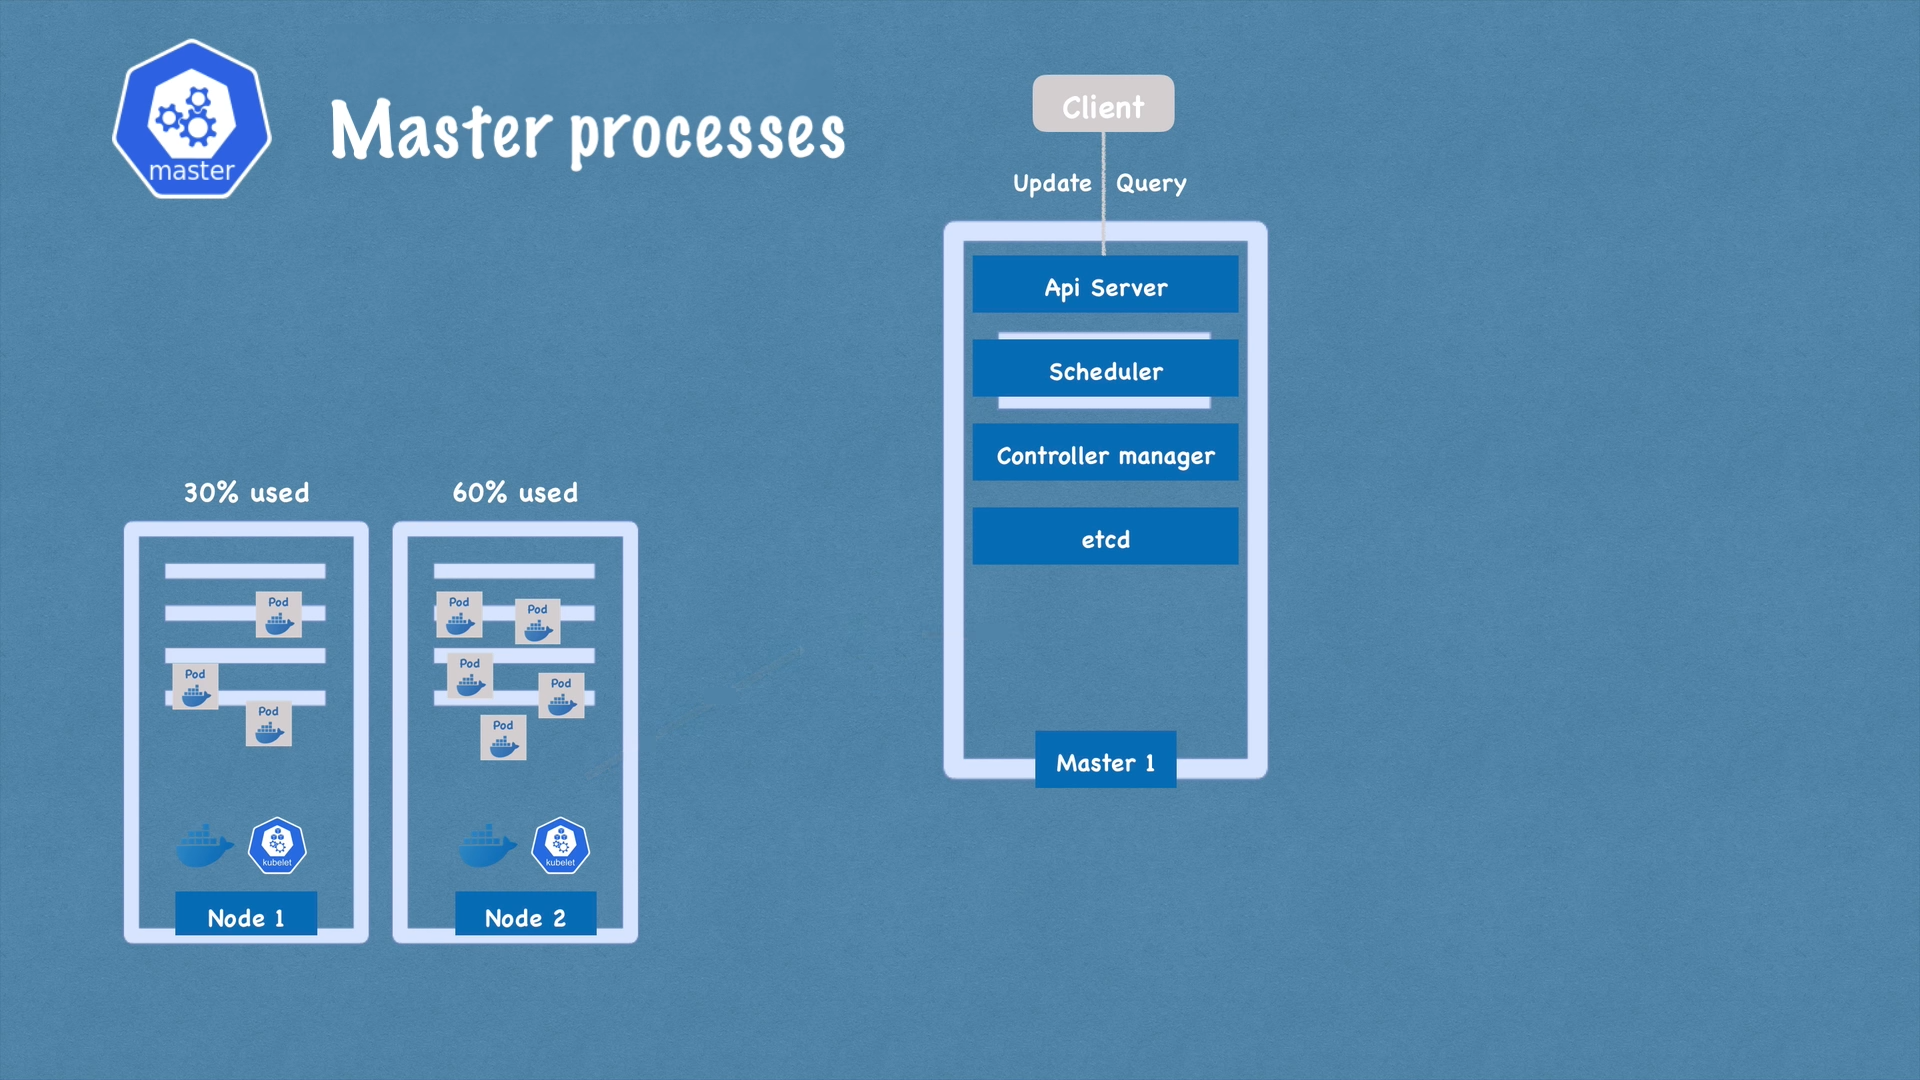 master
Master processes
Client
Update Query
Api Server
Scheduler
Controller manager
etcd
Master 1
30% used
60% used
Pod
Pod
Pod
Pod
Pod
Pod
Pod
Pod
kubelet
kubelet
Node 1
Node 2